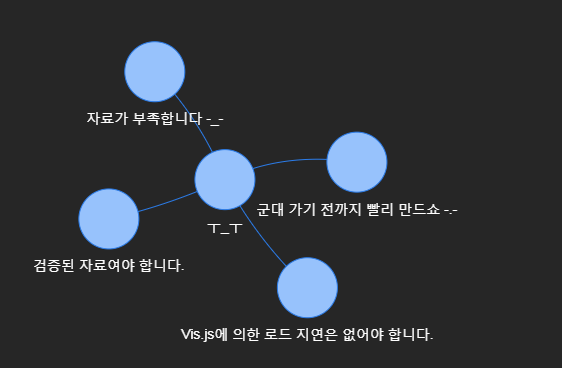 자료가 부족합니다 -_-
군대 가기 전까지 빨리 만드쇼 -.-
ㅜ_ㅜ
검증된 자료여야 합니다.
Vis.js에 의한 로드 지연은 없어야 합니다.